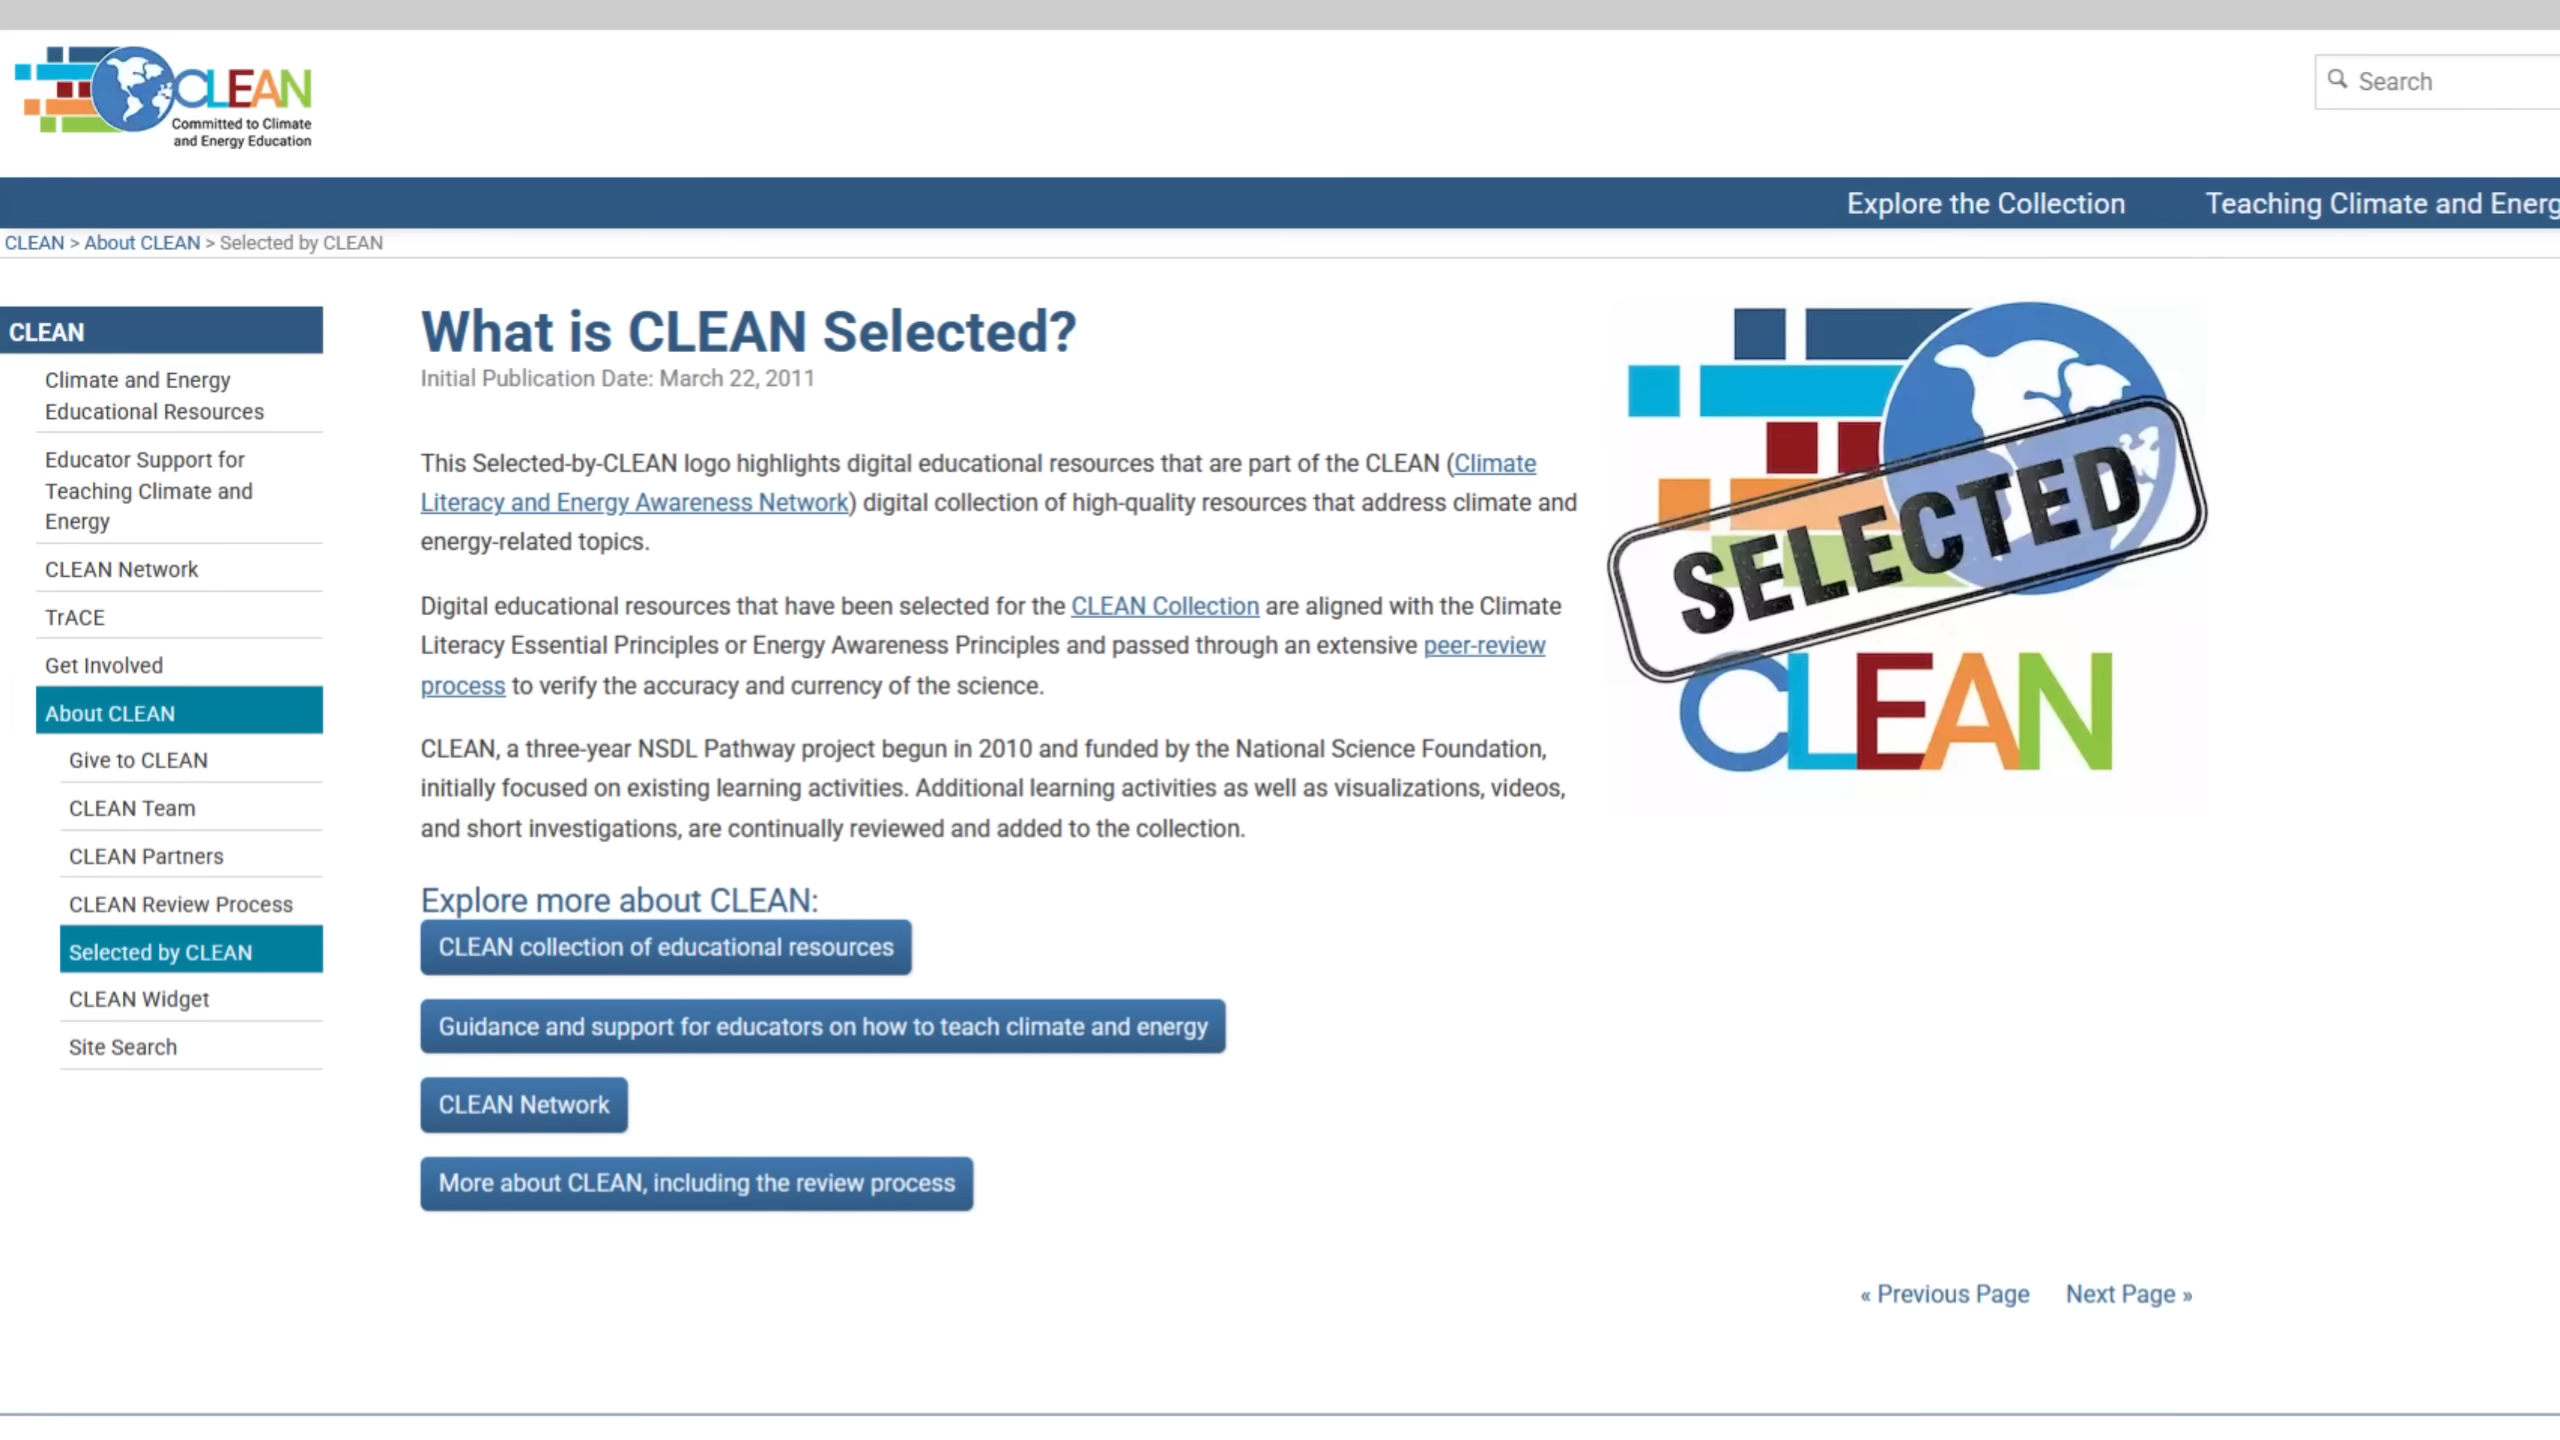 CLEAN
Committed to Climate
and Energy Education
Search
Explore the Collection
Teaching Climate and Energ
CLEAN > About CLEAN > Selected by CLEAN
CLEAN
Climate and Energy
Educational Resources
Educator Support for
Teaching Climate and
Energy
CLEAN Network
TrACE
Get Involved
About CLEAN
Give to CLEAN
CLEAN Team
CLEAN Partners
CLEAN Review Process
Selected by CLEAN
CLEAN Widget
Site Search
What is CLEAN Selected?
Initial Publication Date: March 22, 2011
This Selected-by-CLEAN logo highlights digital educational resources that are part of the CLEAN (Climate
Literacy and Energy Awareness Network) digital collection of high-quality resources that address climate and
energy-related topics.
Digital educational resources that have been selected for the CLEAN Collection are aligned with the Climate
Literacy Essential Principles or Energy Awareness Principles and passed through an extensive peer-review
process to verify the accuracy and currency of the science.
CLEAN, a three-year NSDL Pathway project begun in 2010 and funded by the National Science Foundation,
initially focused on existing learning activities. Additional learning activities as well as visualizations, videos,
and short investigations, are continually reviewed and added to the collection.
Explore more about CLEAN:
CLEAN collection of educational resources
Guidance and support for educators on how to teach climate and energy
CLEAN Network
More about CLEAN, including the review process
SELECTED
CLEAN
« Previous Page
Next Page »